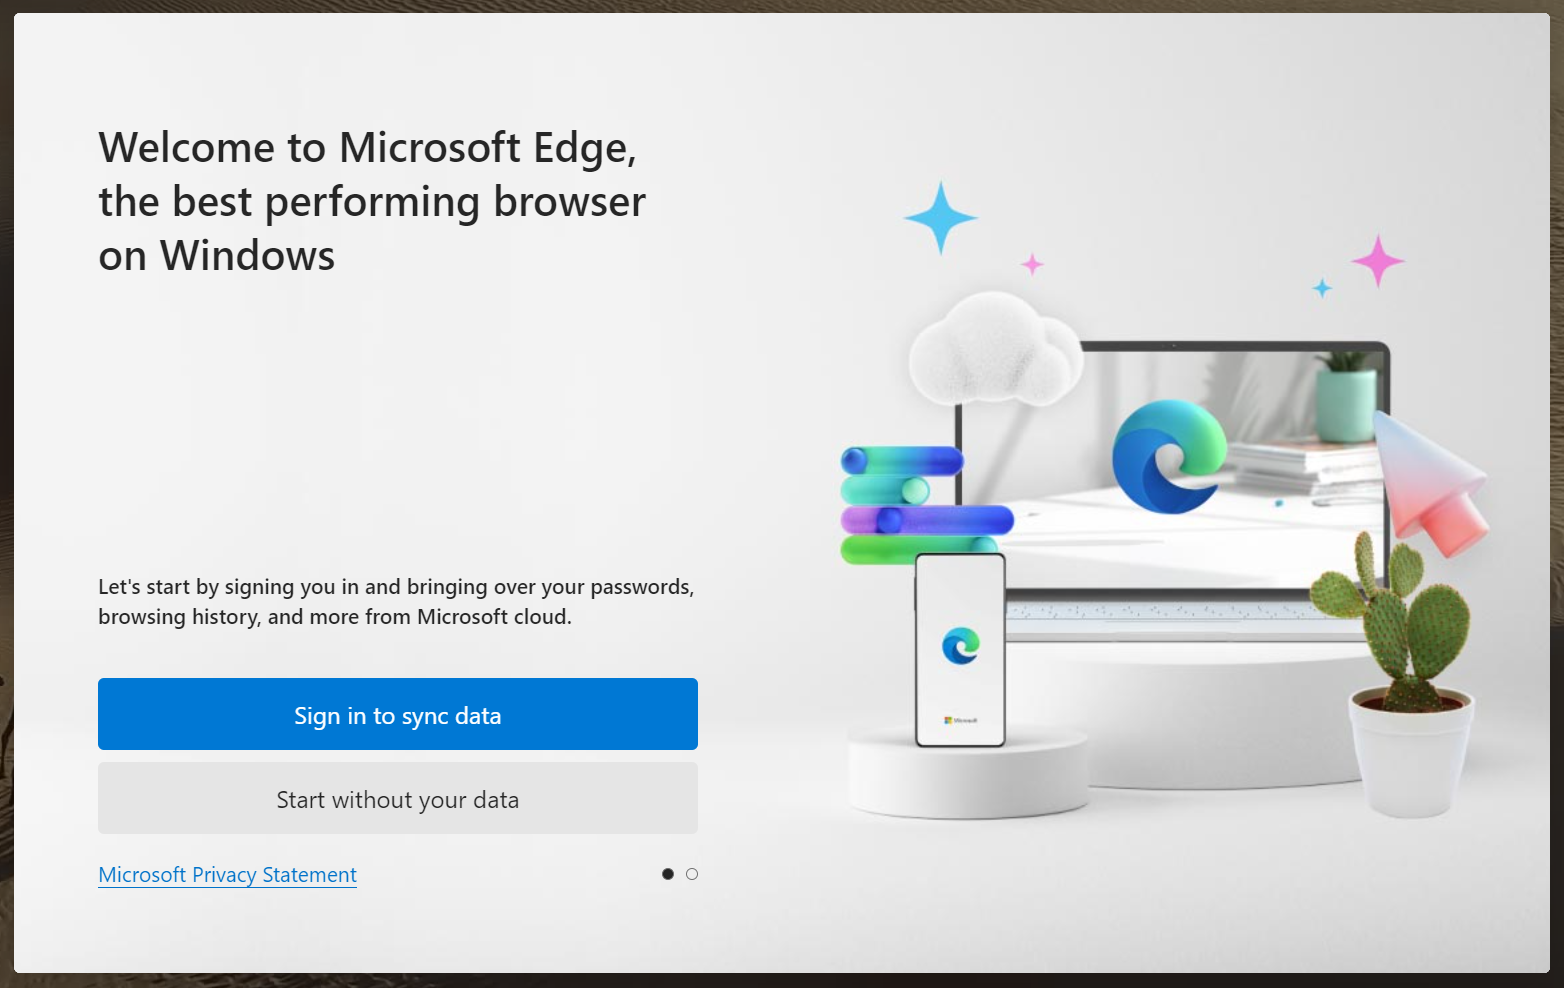 Welcome to Microsoft Edge,
the best performing browser
on Windows
Let's start by signing you in and bringing over your passwords,
browsing history, and more from Microsoft cloud.
Sign in to sync data
Start without your data
Microsoft Privacy Statement
Microsoft